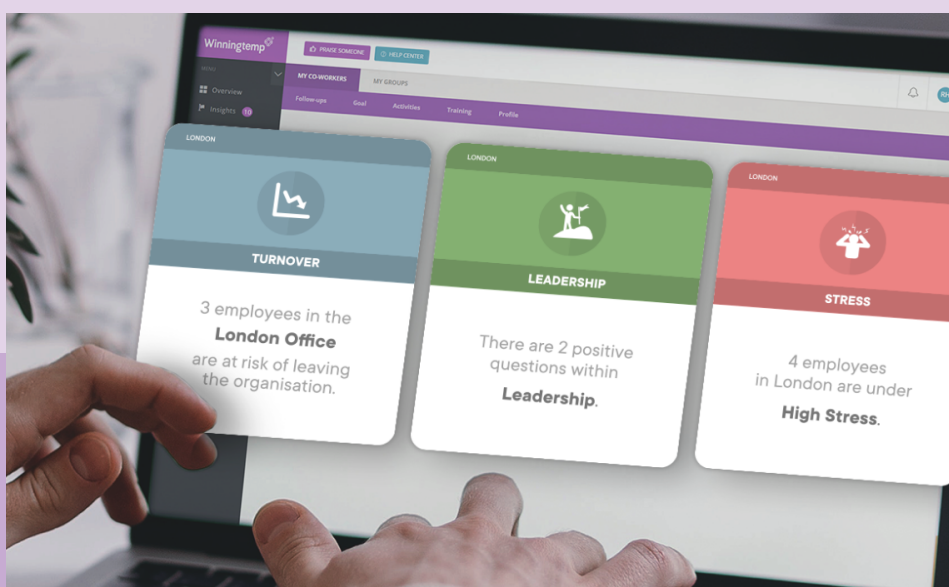 Winningtemp
PRAISE SOMEONE
HELP CENTER
MENU
MY CO-WORKERS
MY GROUPS
Overview
Insights 10
Follow-ups
Goal
Activities
Training
Profile
RH
LONDON
TURNOVER
3 employees in the
London Office
are at risk of leaving
the organisation.
LONDON
LEADERSHIP
There are 2 positive
questions within
Leadership.
LONDON
STRESS
4 employees
in London are under
High Stress.